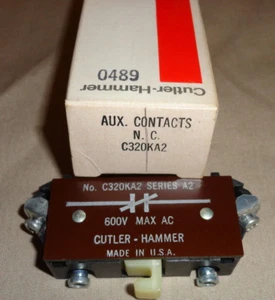 Cutler-Hammer
0489
AUX. CONTACTS
N. C.
C320KA2
No. C320KA2 SERIES A2
600V MAX AC
CUTLER - HAMMER
MADE IN U.S.A.